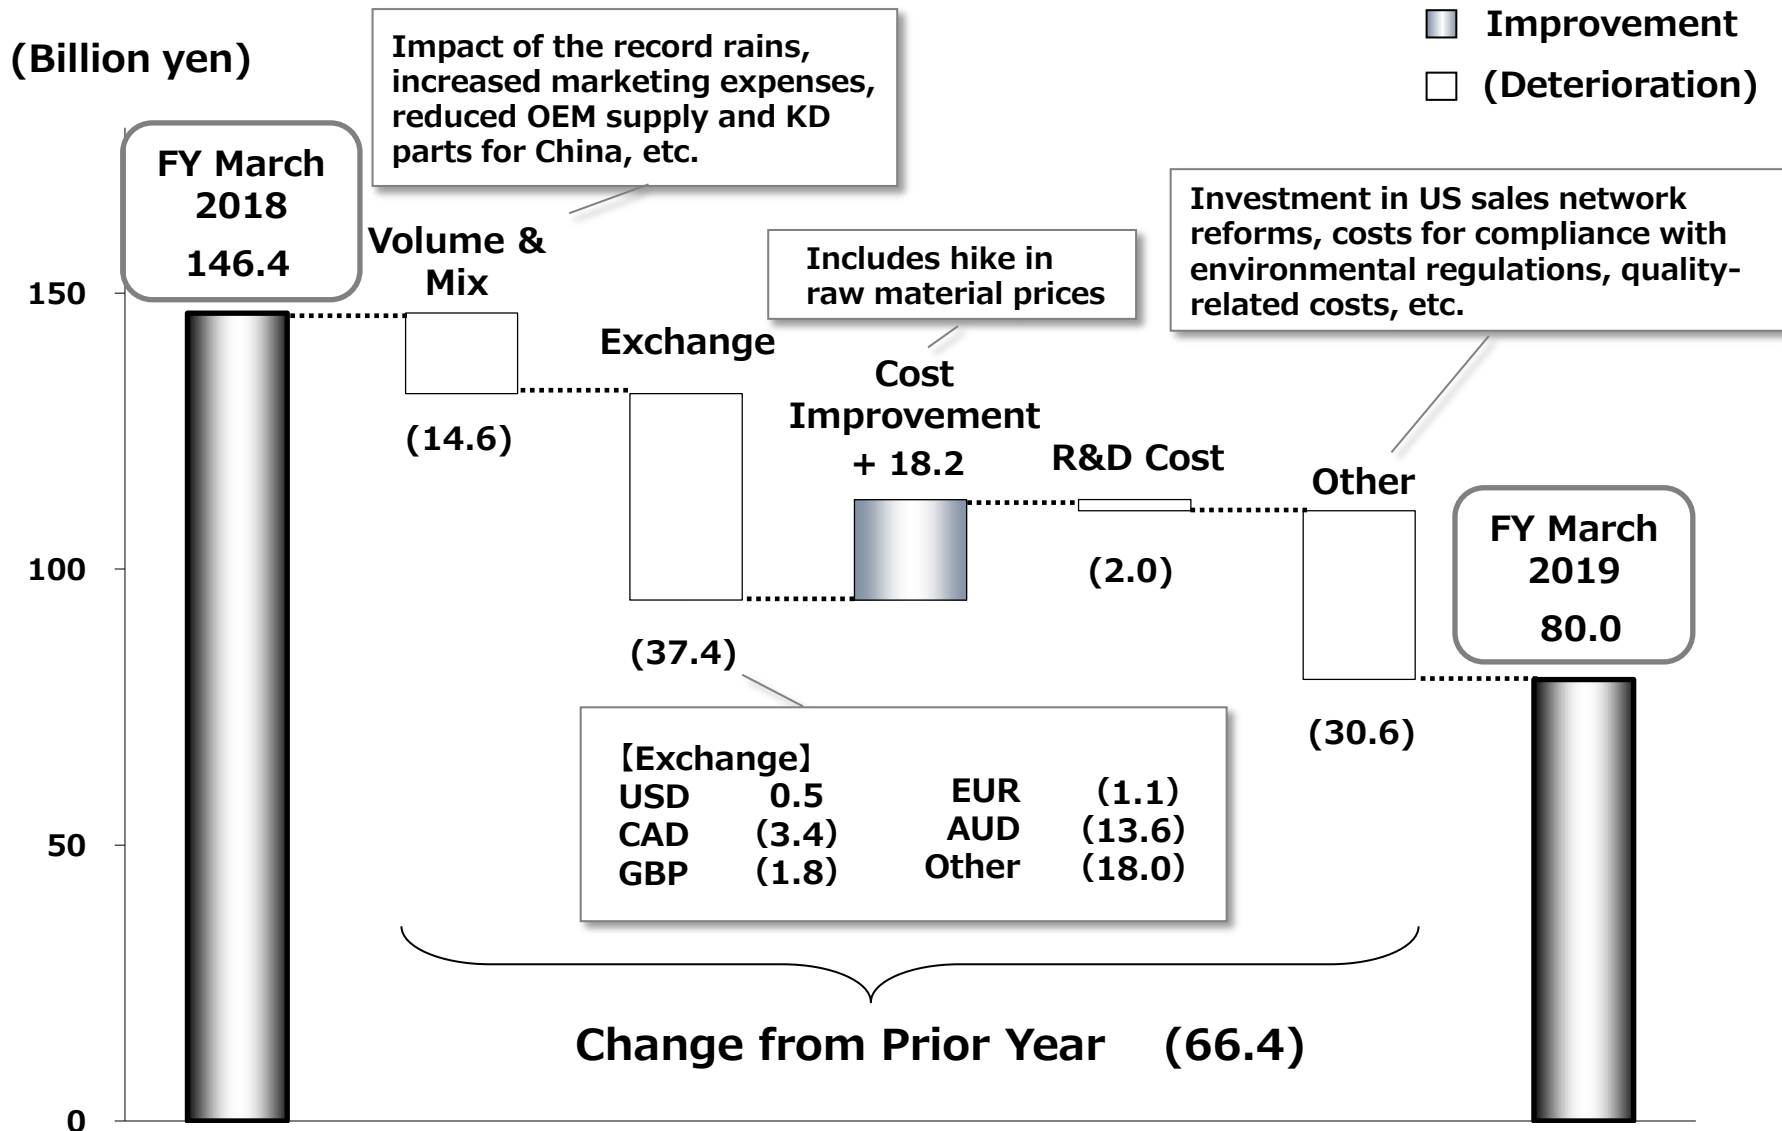 (Billion yen)
Improvement
(Deterioration)
Impact of the record rains,
increased marketing expenses,
reduced OEM supply and KD
parts for China, etc.
FY March
2018
146.4
Volume &
Mix
Investment in US sales network
reforms, costs for compliance with
environmental regulations, quality-
related costs, etc.
Includes hike in
raw material prices
150
Exchange
Cost
Improvement
+ 18.2
(14.6)
R&D Cost
Other
FY March
2019
80.0
100
(2.0)
(37.4)
(30.6)
【Exchange】
USD 0.5 EUR (1.1)
CAD (3.4) AUD (13.6)
GBP (1.8) Other (18.0)
50
Change from Prior Year (66.4)
0